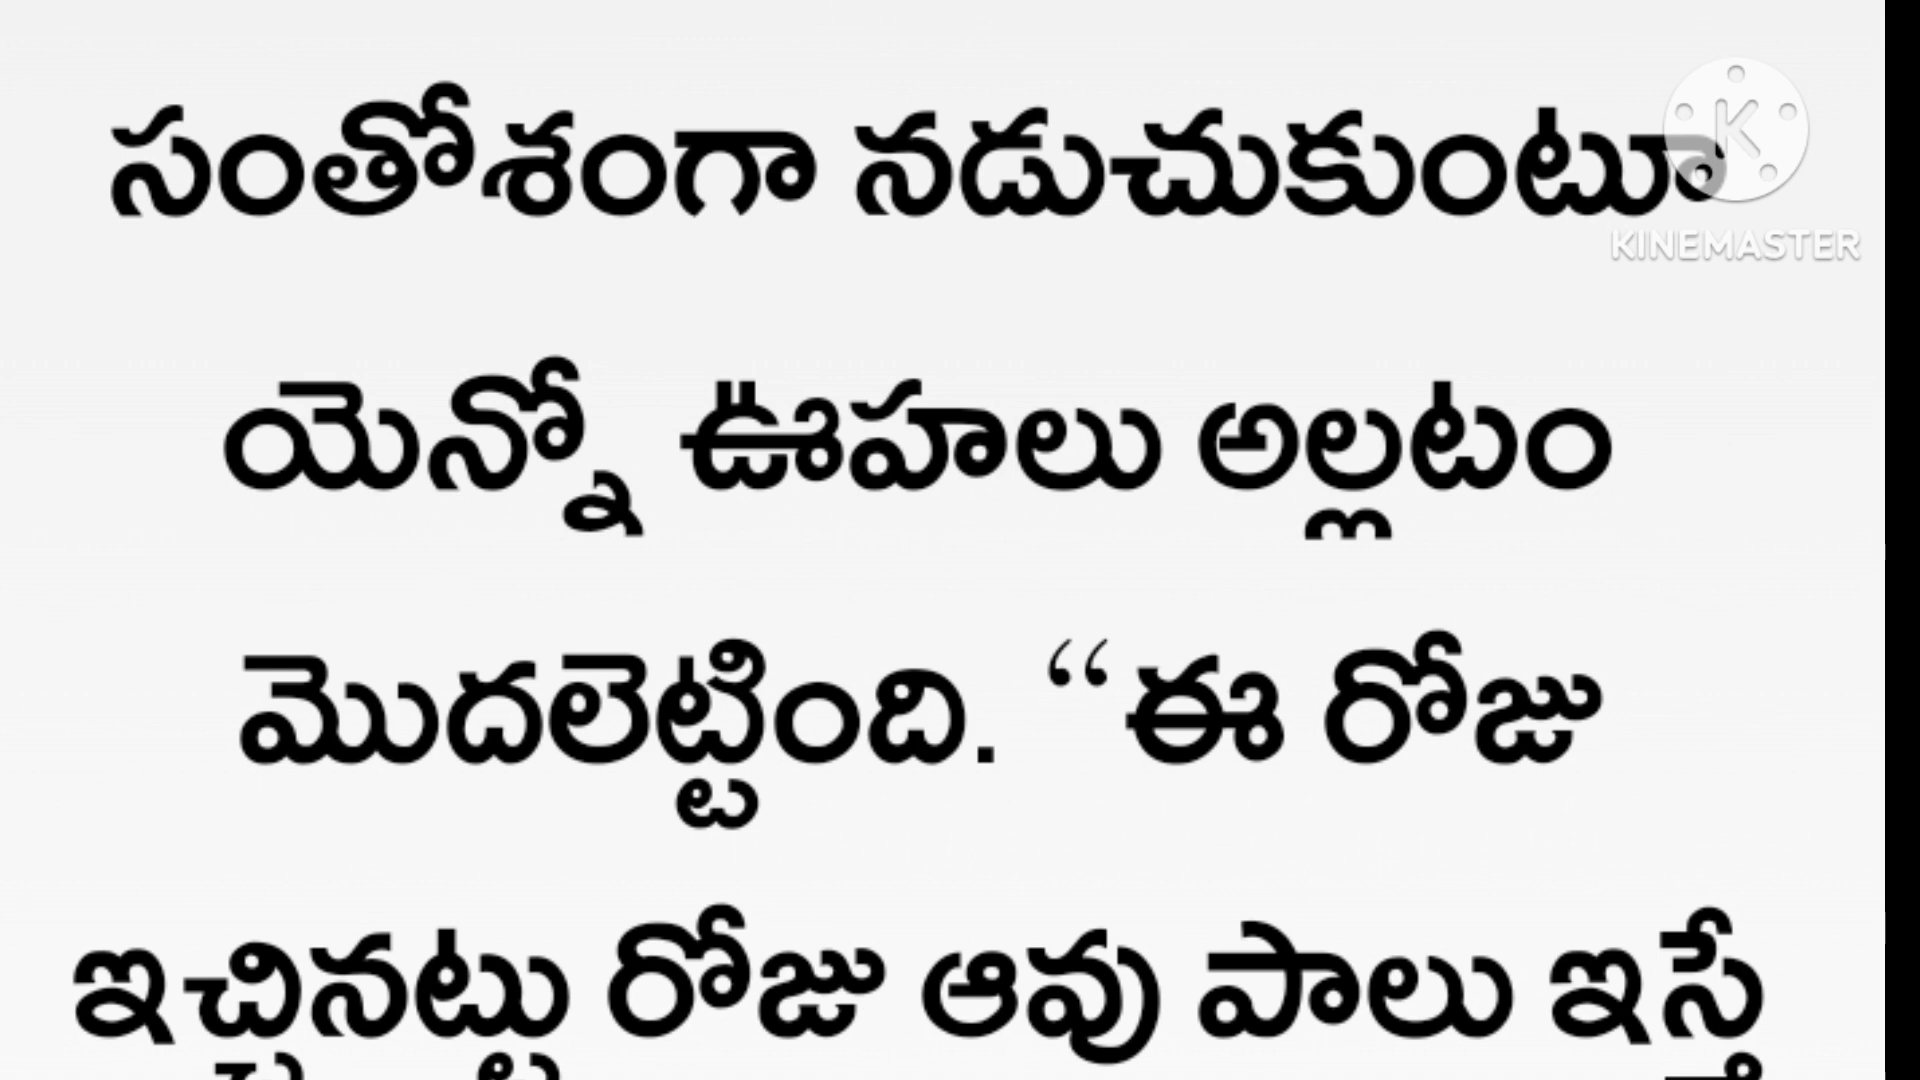 సంతోశంగా నడుచుకుంటూ
KINEMASTER
యెన్నో ఊహలు అల్లటం
మొదలెట్టింది. “ఈ రోజు
ఇచ్చినట్టు రోజు ఆవు పాలు ఇస్తే